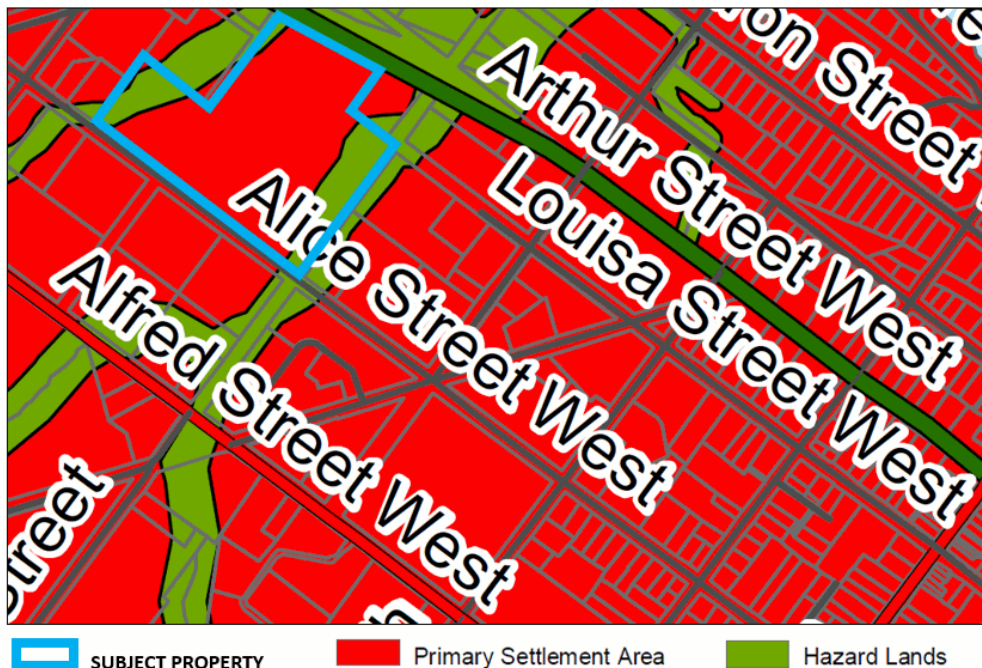 Arthur Street West
Louisa Street West
Alice Street West
Alfred Street West
Street
SUBJECT PROPERTY
Primary Settlement Area
Hazard Lands